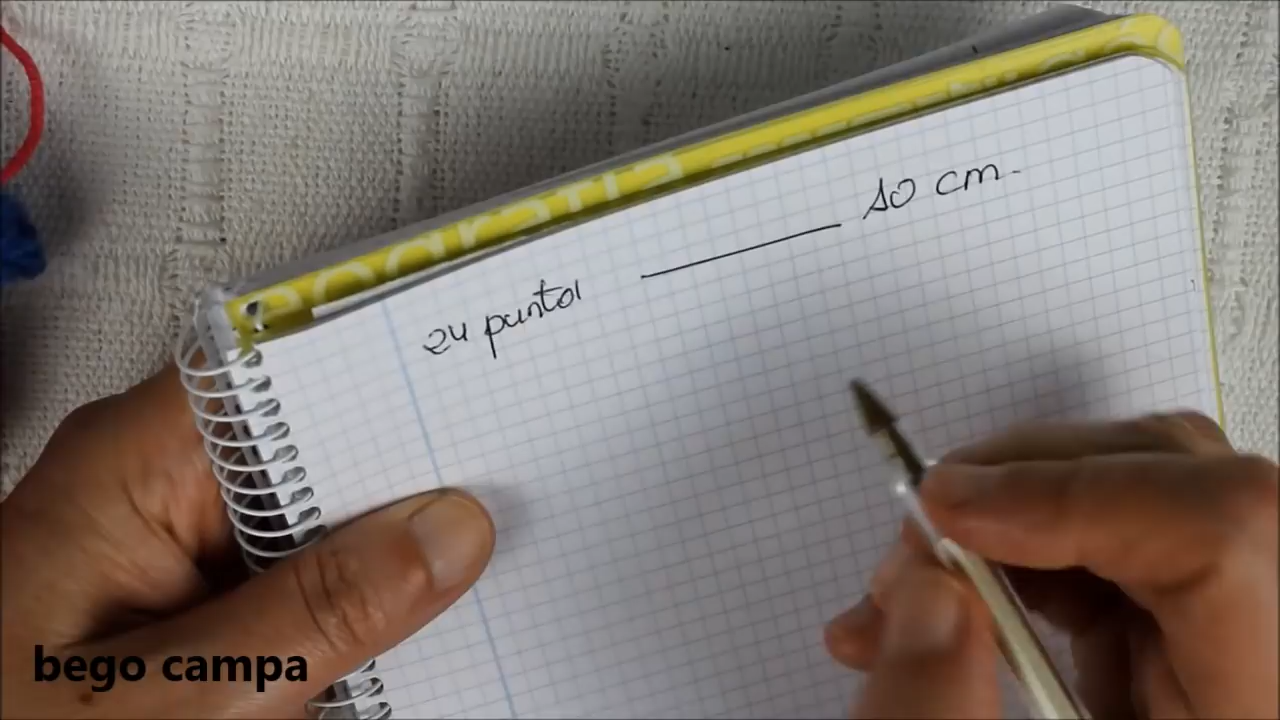 24 puntos ——— 10 cm.
bego campa